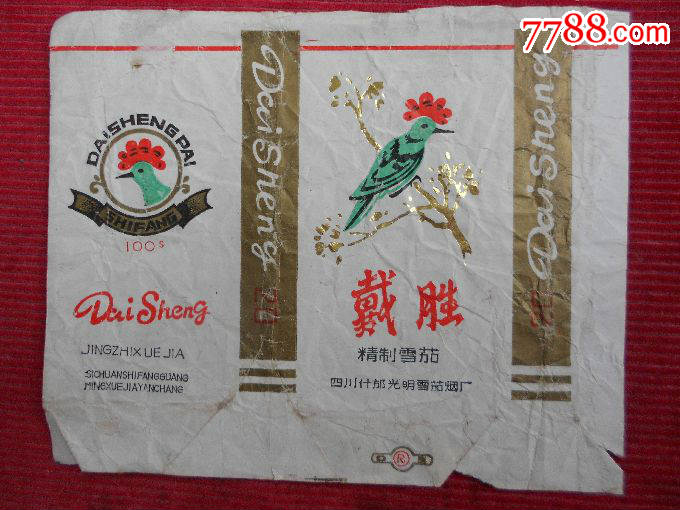 7788.com
DAISHENGPAI
SHIFANG
100s
Dai Sheng
JINGZHIXUEJIA
SICHUANSHIFANGGUANG
MINGXUEJIAYANCHANG
Dai Sheng
戴胜
精制雪茄
四川什邡光明雪茄烟厂
R
Dai Sheng